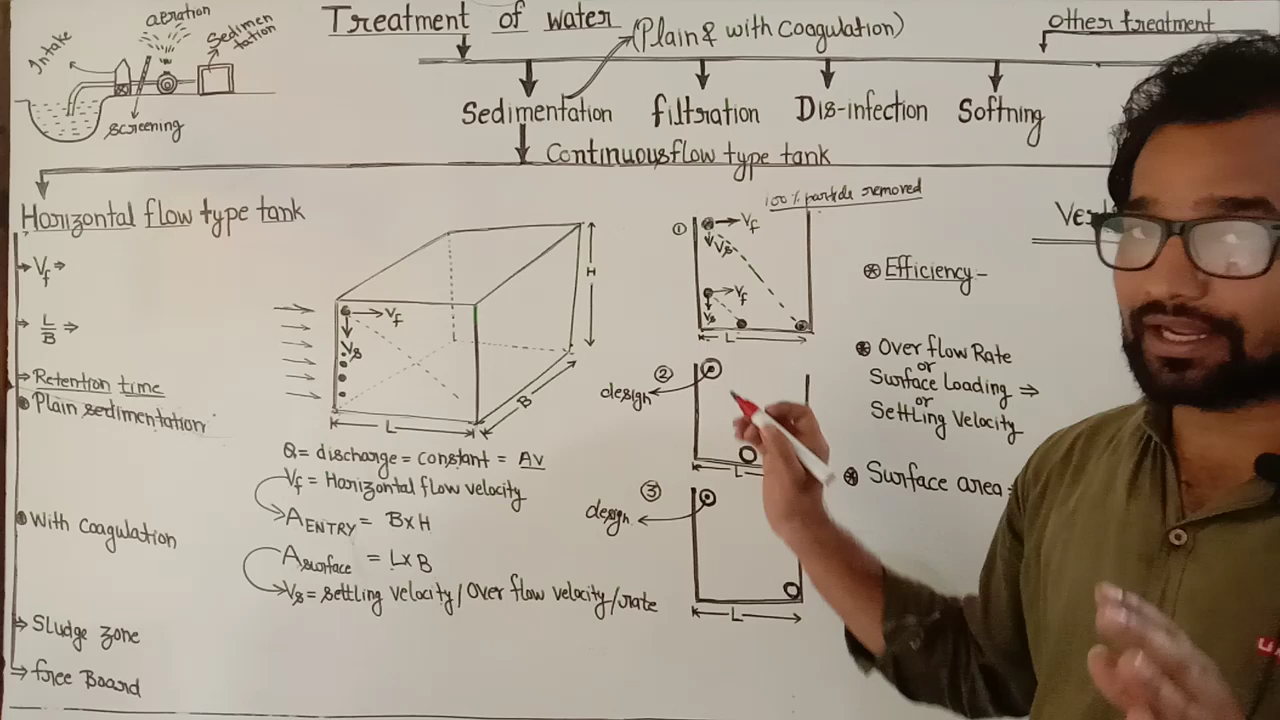 Treatment of water
(Plain & with Coagulation)
other treatment
Intake
aeration
Sedimen
tation
screening
Sedimentation
filtration
Dis-infection
Softning
Continuous flow type tank
Horizontal flow type tank
Vf ⇒
L/B ⇒
Retention time
Plain sedimentation
With Coagulation
Sludge zone
free Board
Vf
Vs
H
B
L
Q = discharge = constant = AV
Vf = Horizontal flow velocity
AENTRY = B×H
Asurface = L×B
Vs = settling velocity / Over flow velocity / rate
100% particle removed
①
Vf
Vs
Vf
Vs
L
②
design
L
③
design
L
Efficiency:-
Over flow Rate
or
Surface Loading ⇒
or
Settling Velocity
Surface area =